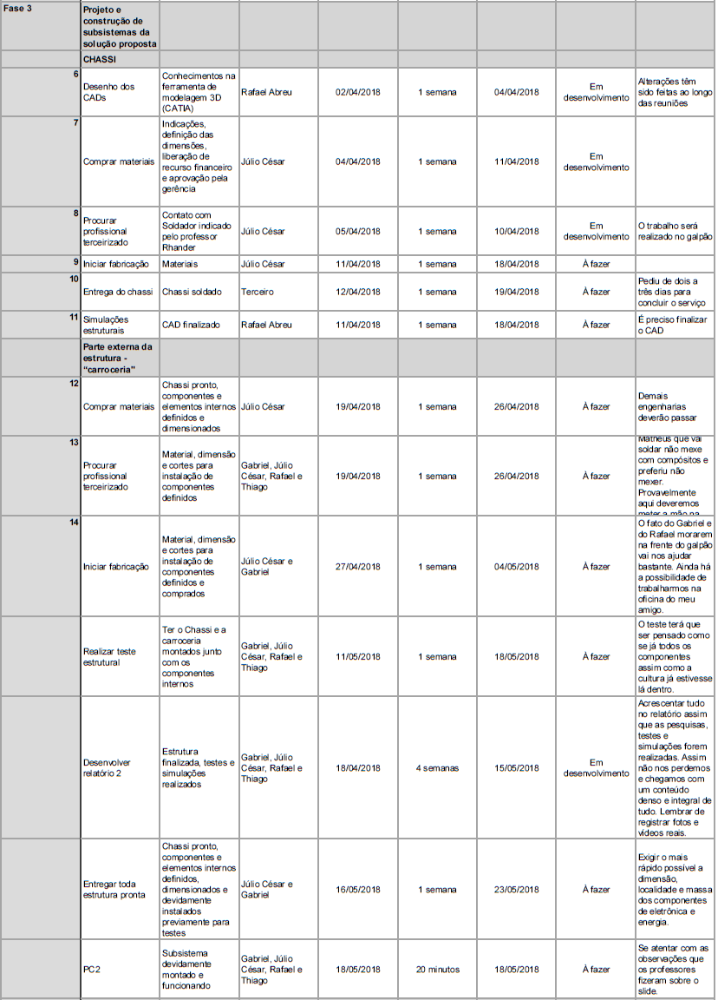 Fase 3
Projeto e
construção de
subsistemas da
solução proposta
CHASSI
6
Desenho dos
CADs
Conhecimentos na
ferramenta de
modelagem 3D
(CATIA)
Rafael Abreu
02/04/2018
1 semana
04/04/2018
Em
desenvolvimento
Alterações têm
sido feitas ao longo
das reuniões
7
Comprar materiais
Indicações,
definição das
dimensões,
liberação de
recurso financeiro
e aprovação pela
gerência
Júlio César
04/04/2018
1 semana
11/04/2018
Em
desenvolvimento
8
Procurar
profissional
terceirizado
Contato com
Soldador indicado
pelo professor
Rhander
Júlio César
05/04/2018
1 semana
10/04/2018
Em
desenvolvimento
O trabalho será
realizado no galpão
9
Iniciar fabricação
Materiais
Júlio César
11/04/2018
1 semana
18/04/2018
À fazer
10
Entrega do chassi
Chassi soldado
Terceiro
12/04/2018
1 semana
19/04/2018
À fazer
Pediu de dois a
três dias para
concluir o serviço
11
Simulações
estruturais
CAD finalizado
Rafael Abreu
11/04/2018
1 semana
18/04/2018
À fazer
É preciso finalizar
o CAD
Parte externa da
estrutura -
“carroceria”
12
Comprar materiais
Chassi pronto,
componentes e
elementos internos
definidos e
dimensionados
Júlio César
19/04/2018
1 semana
26/04/2018
À fazer
Demais
engenharias
deverão passar
13
Procurar
profissional
terceirizado
Material, dimensão
e cortes para
instalação de
componentes
definidos
Gabriel, Júlio
César, Rafael e
Thiago
19/04/2018
1 semana
26/04/2018
À fazer
Matheus que vai
soldar não mexe
com compósitos e
preferiu não
mexer.
Provavelmente
aqui deveremos
meter a mão na
14
Iniciar fabricação
Material, dimensão
e cortes para
instalação de
componentes
definidos e
comprados
Júlio César e
Gabriel
27/04/2018
1 semana
04/05/2018
À fazer
O fato do Gabriel e
do Rafael morarem
na frente do galpão
vai nos ajudar
bastante. Ainda há
a possibilidade de
trabalharmos na
oficina do meu
amigo.
Realizar teste
estrutural
Ter o Chassi e a
carroceria
montados junto
com os
componentes
internos
Gabriel, Júlio
César, Rafael e
Thiago
11/05/2018
1 semana
18/05/2018
À fazer
O teste terá que
ser pensado como
se já todos os
componentes
assim como a
cultura já estivesse
lá dentro.
Desenvolver
relatório 2
Estrutura
finalizada, testes e
simulações
realizados
Gabriel, Júlio
César, Rafael e
Thiago
18/04/2018
4 semanas
15/05/2018
Em
desenvolvimento
Acrescentar tudo
no relatório assim
que as pesquisas,
testes e
simulações forem
realizadas. Assim
não nos perdemos
e chegamos com
um conteúdo
denso e integral de
tudo. Lembrar de
registrar fotos e
vídeos reais.
Entregar toda
estrutura pronta
Chassi pronto,
componentes e
elementos internos
definidos,
dimensionados e
devidamente
instalados
previamente para
testes
Júlio César e
Gabriel
16/05/2018
1 semana
23/05/2018
À fazer
Exigir o mais
rápido possível a
dimensão,
localidade e massa
dos componentes
de eletrônica e
energia.
PC2
Subsistema
devidamente
montado e
funcionando
Gabriel, Júlio
César, Rafael e
Thiago
18/05/2018
20 minutos
18/05/2018
À fazer
Se atentar com as
observações que
os professores
fizeram sobre o
slide.